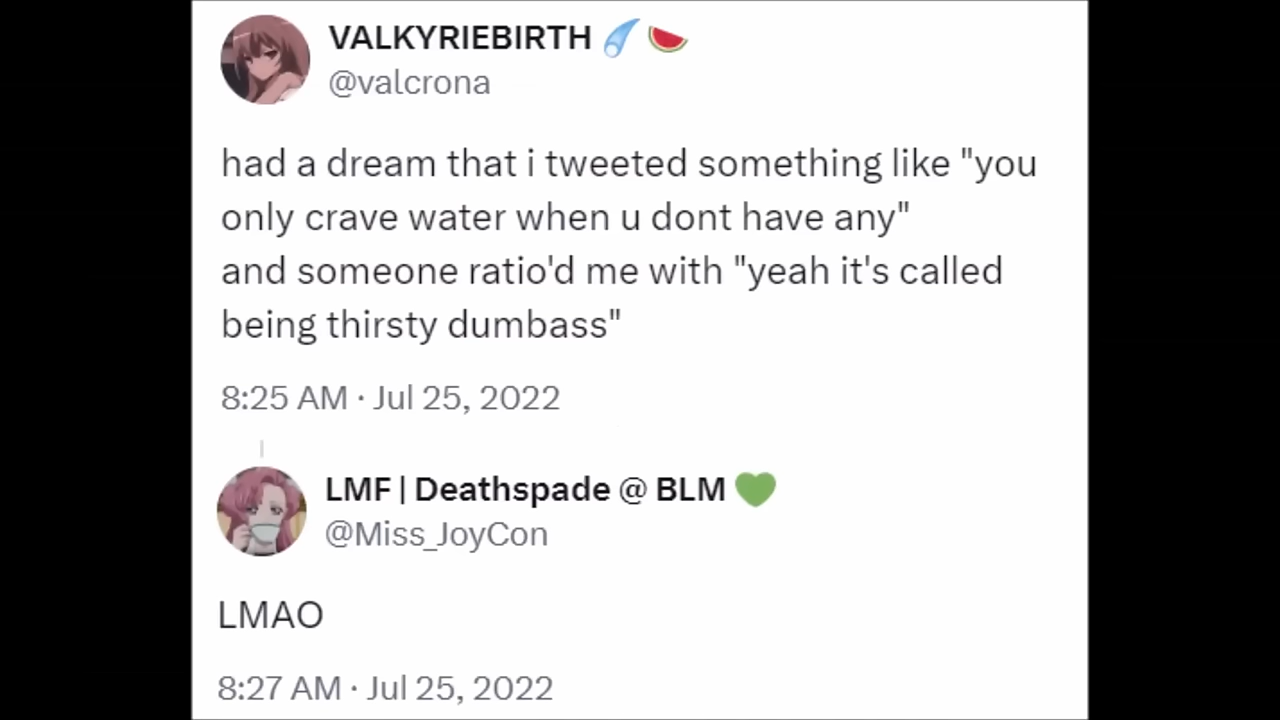 VALKYRIEBIRTH ☄️🍉
@valcrona
had a dream that i tweeted something like "you
only crave water when u dont have any"
and someone ratio'd me with "yeah it's called
being thirsty dumbass"
8:25 AM · Jul 25, 2022
LMF | Deathspade @ BLM 💚
@Miss_JoyCon
LMAO
8:27 AM · Jul 25, 2022